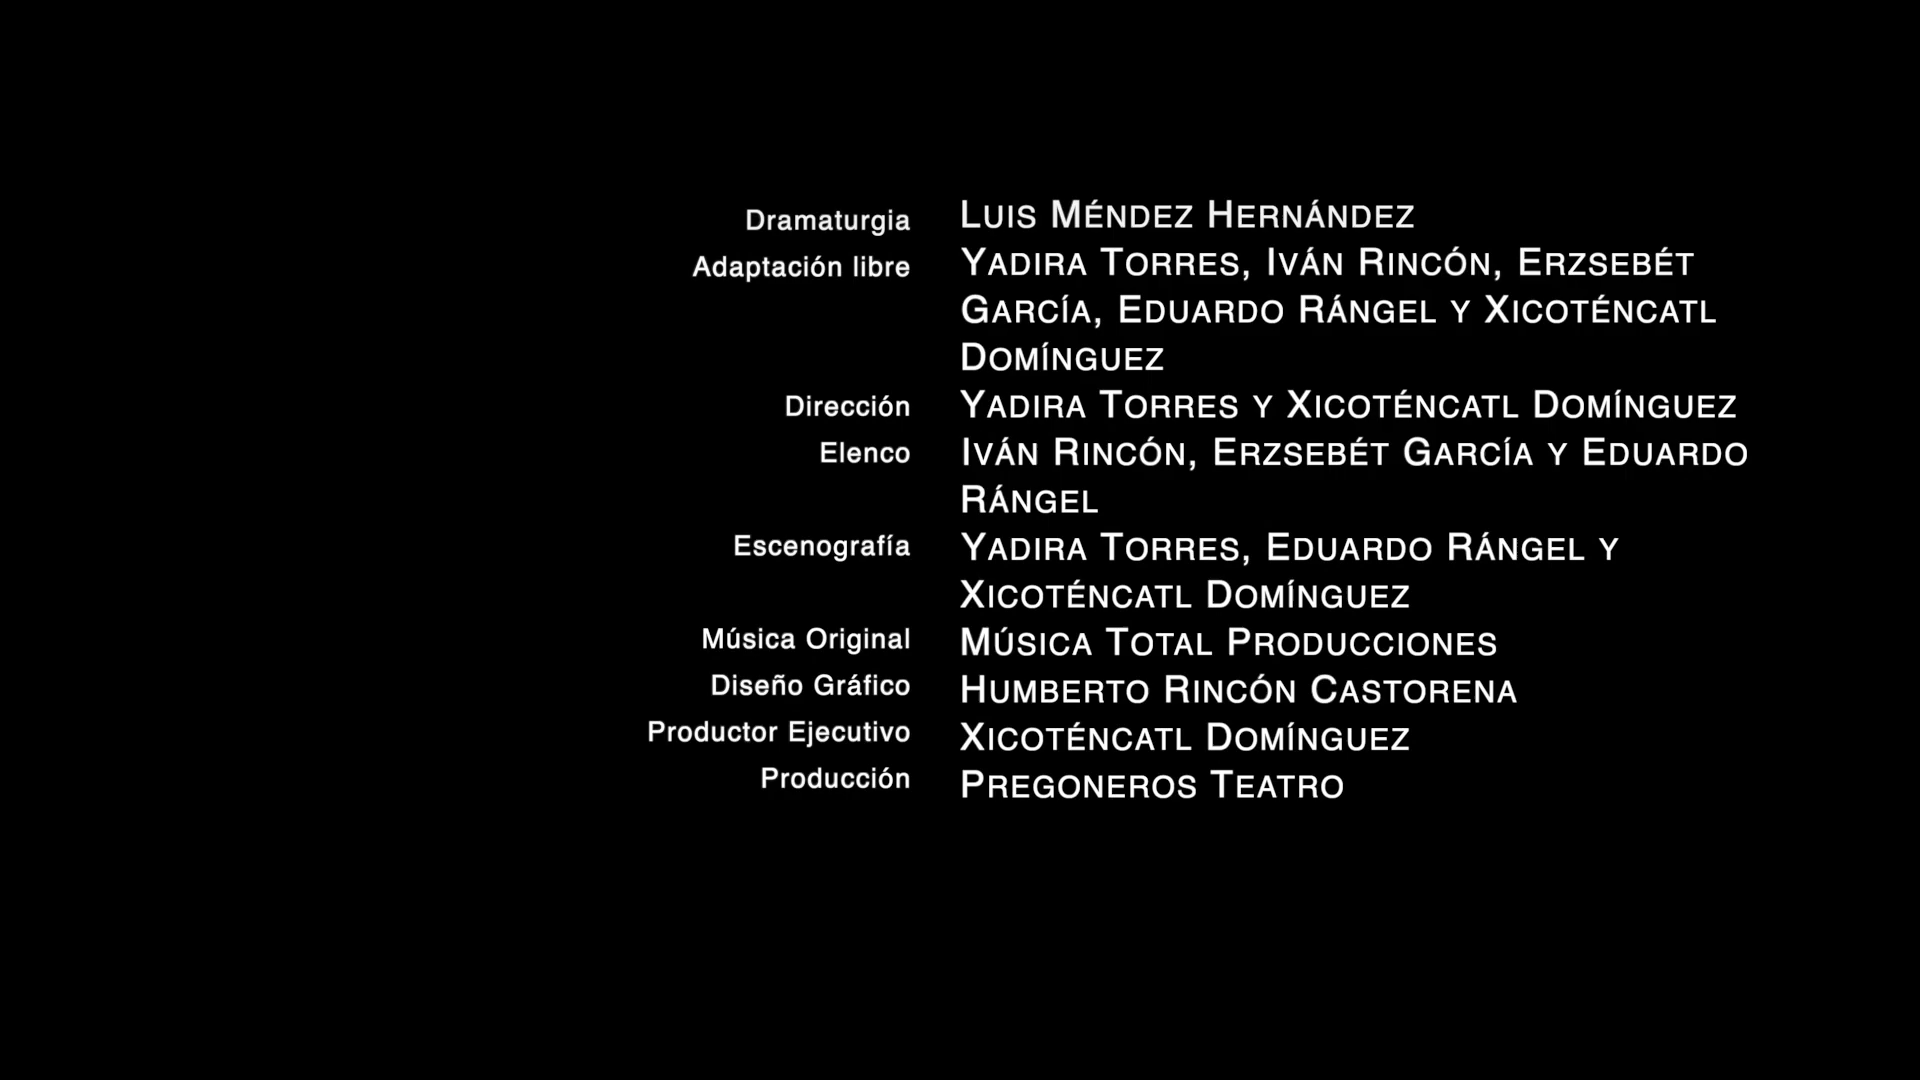 Dramaturgia LUIS MÉNDEZ HERNÁNDEZ
Adaptación libre YADIRA TORRES, IVÁN RINCÓN, ERZSEBÉT
GARCÍA, EDUARDO RÁNGEL Y XICOTÉNCATL
DOMÍNGUEZ
Dirección YADIRA TORRES Y XICOTÉNCATL DOMÍNGUEZ
Elenco IVÁN RINCÓN, ERZSEBÉT GARCÍA Y EDUARDO
RÁNGEL
Escenografía YADIRA TORRES, EDUARDO RÁNGEL Y
XICOTÉNCATL DOMÍNGUEZ
Música Original MÚSICA TOTAL PRODUCCIONES
Diseño Gráfico HUMBERTO RINCÓN CASTORENA
Productor Ejecutivo XICOTÉNCATL DOMÍNGUEZ
Producción PREGONEROS TEATRO